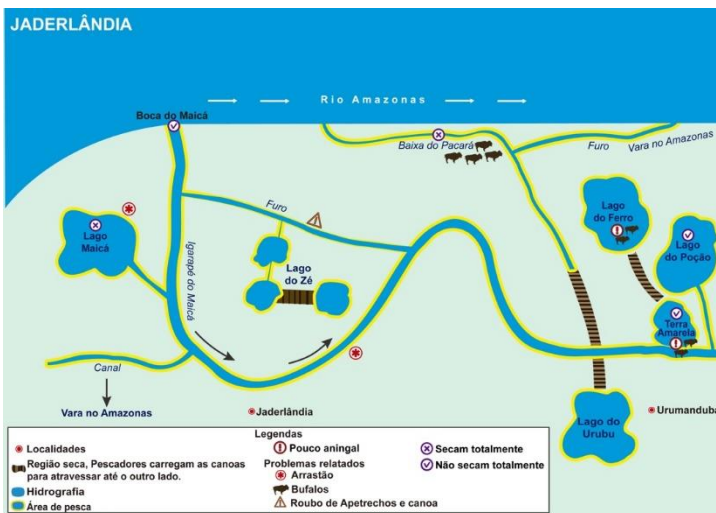 JADERLÂNDIA
Rio Amazonas
Boca do Maicá
Baixa do Pacará
Furo
Vara no Amazonas
Lago
do Ferro
Lago
do Poção
Lago
Maicá
Igarapé do Maicá
Furo
Lago
do Zé
Terra
Amarela
Canal
Vara no Amazonas
Jaderlândia
Lago do
Urubu
Urumanduba
Legendas
Localidades
Região seca, Pescadores carregam as canoas
para atravessar até o outro lado.
Hidrografia
Área de pesca
Pouco aningal
Problemas relatados
Arrastão
Bufalos
Roubo de Apetrechos e canoa
Secam totalmente
Não secam totalmente